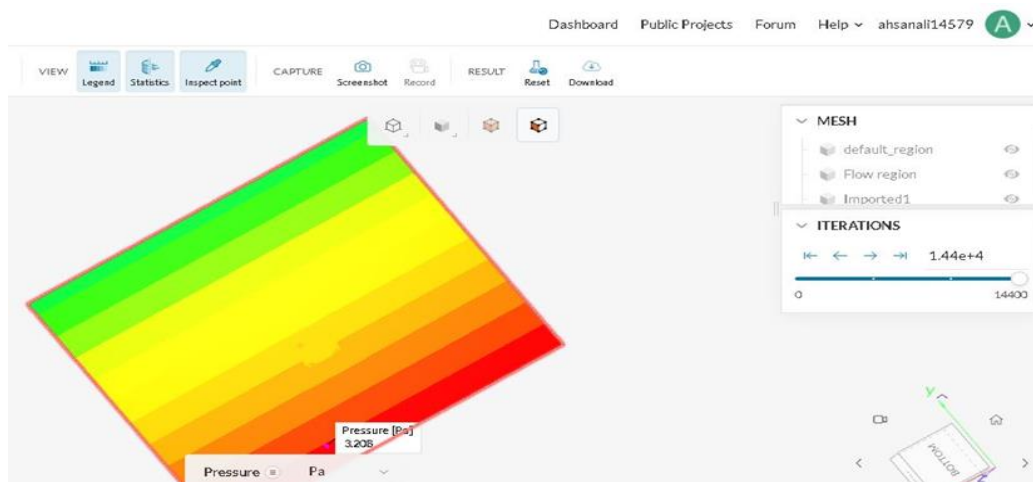 Dashboard Public Projects Forum Help ahsanali14579 A
VIEW Legend Statistics Inspect point CAPTURE Screenshot Record RESULT Reset Download
MESH
default_region
Flow region
Imported1
ITERATIONS
1.44e+4
0 14400
Pressure [Pa]
3.205
Pressure Pa
Y
BOTTOM
Z